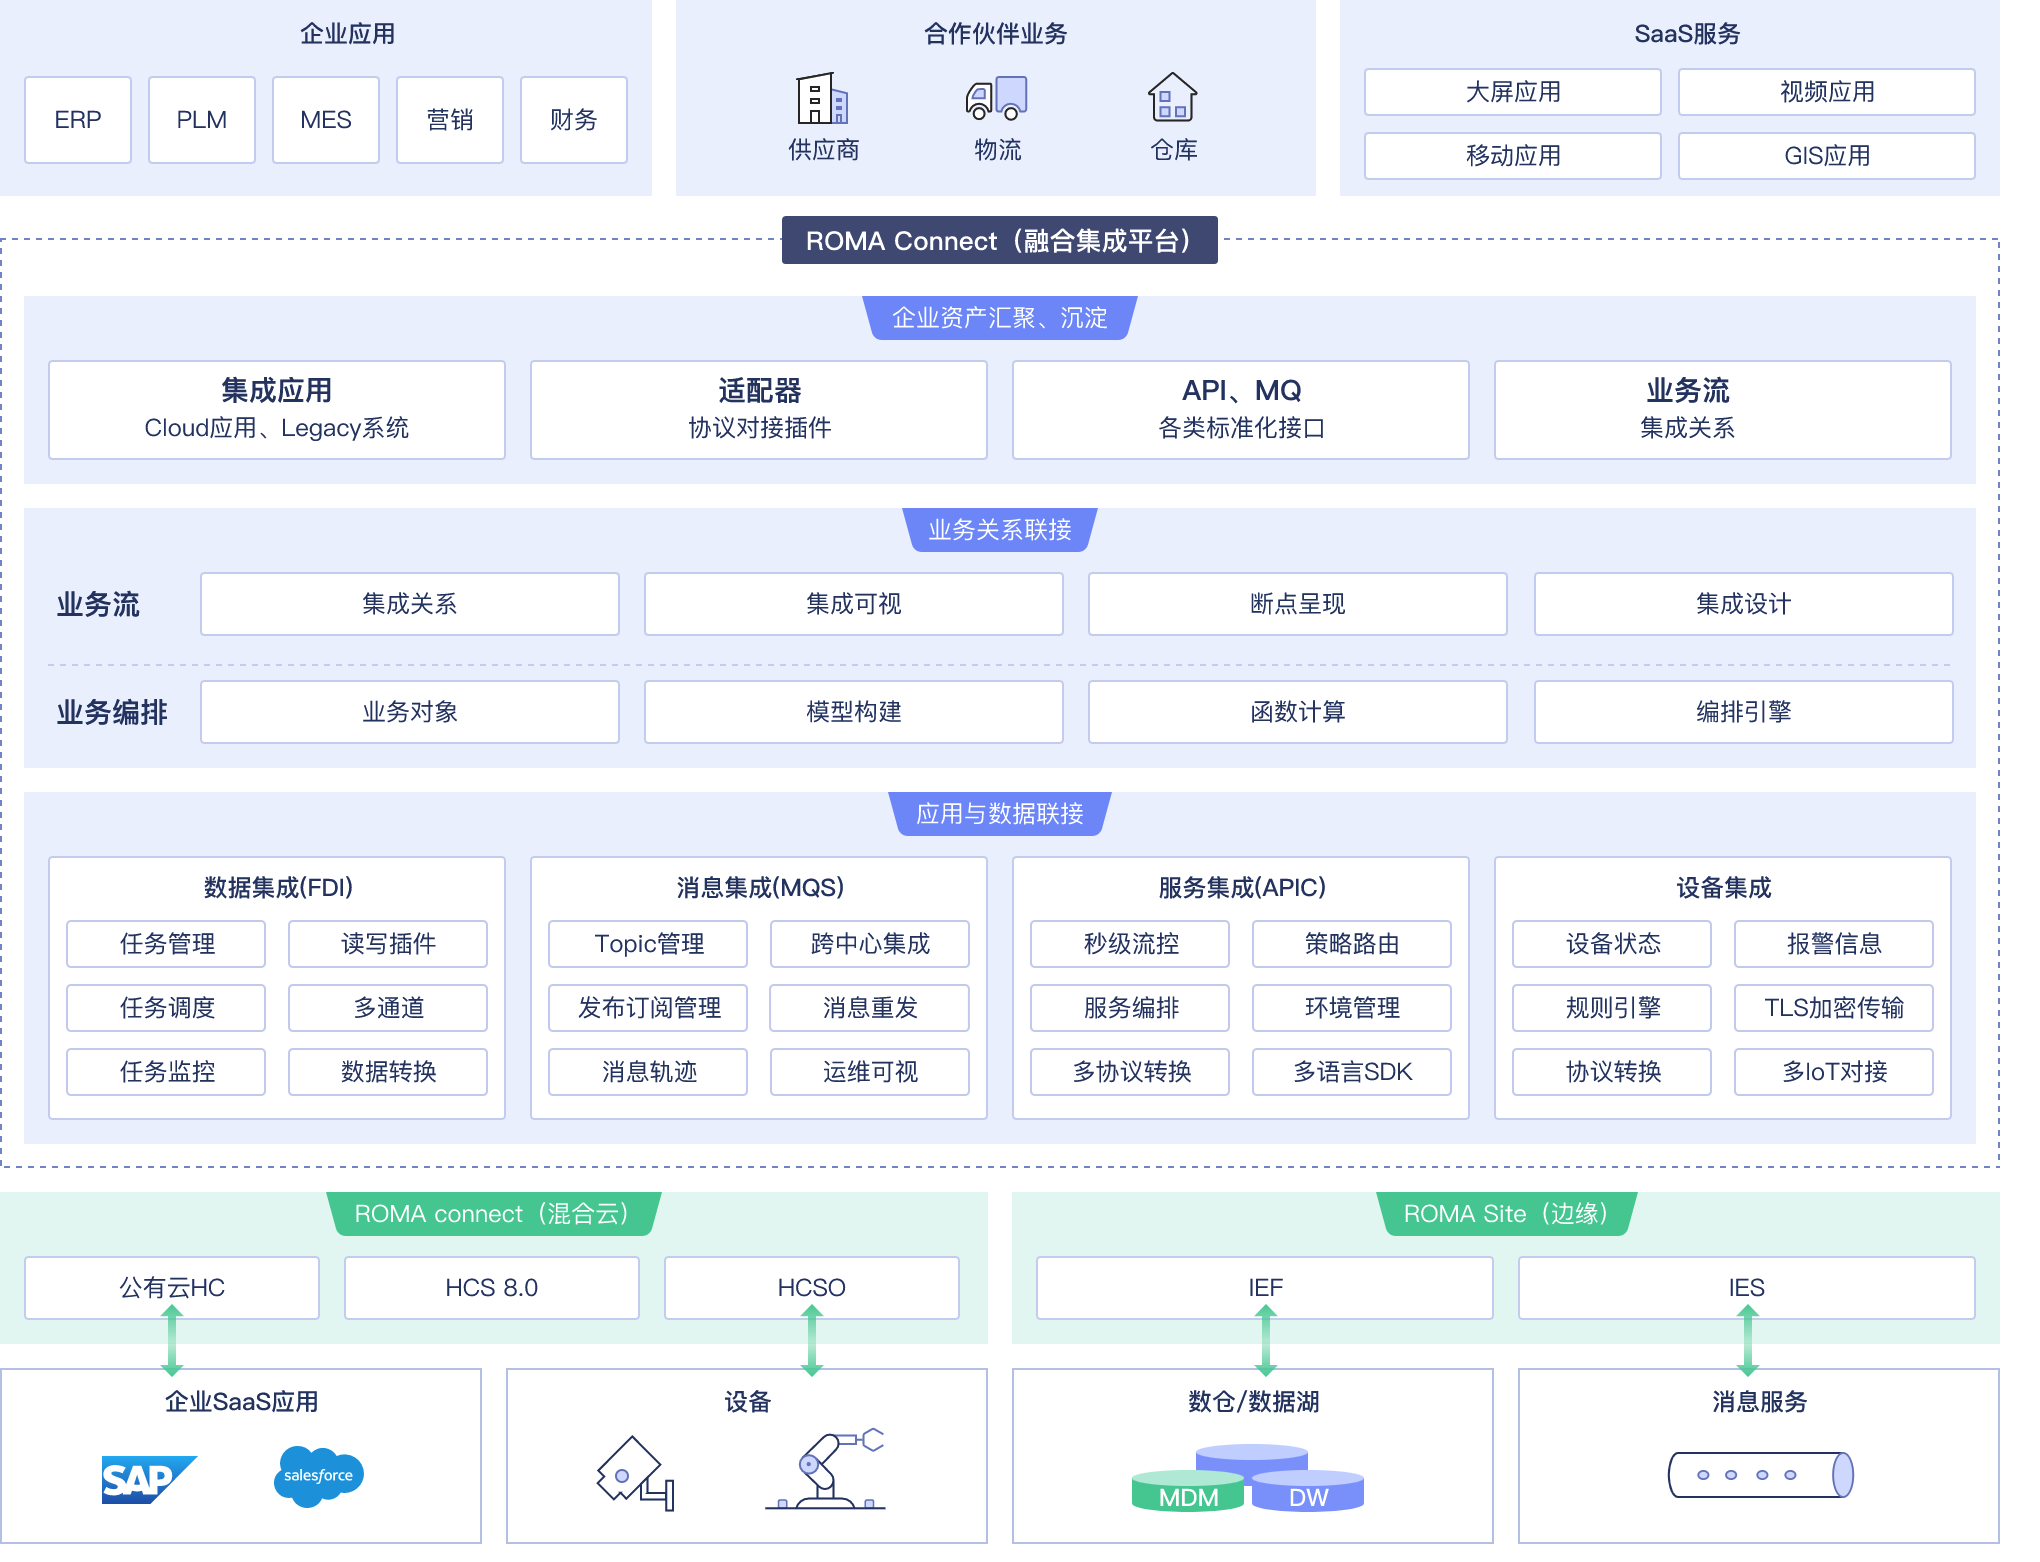 企业应用
ERP
PLM
MES
营销
财务
合作伙伴业务
供应商
物流
仓库
SaaS服务
大屏应用
视频应用
移动应用
GIS应用
ROMA Connect（融合集成平台）
企业资产汇聚、沉淀
集成应用
Cloud应用、Legacy系统
适配器
协议对接插件
API、MQ
各类标准化接口
业务流
集成关系
业务关系联接
业务流
集成关系
集成可视
断点呈现
集成设计
业务编排
业务对象
模型构建
函数计算
编排引擎
应用与数据联接
数据集成(FDI)
任务管理
读写插件
任务调度
多通道
任务监控
数据转换
消息集成(MQS)
Topic管理
跨中心集成
发布订阅管理
消息重发
消息轨迹
运维可视
服务集成(APIC)
秒级流控
策略路由
服务编排
环境管理
多协议转换
多语言SDK
设备集成
设备状态
报警信息
规则引擎
TLS加密传输
协议转换
多IoT对接
ROMA connect（混合云）
公有云HC
HCS 8.0
HCSO
ROMA Site（边缘）
IEF
IES
企业SaaS应用
SAP
salesforce
设备
数仓/数据湖
MDM
DW
消息服务